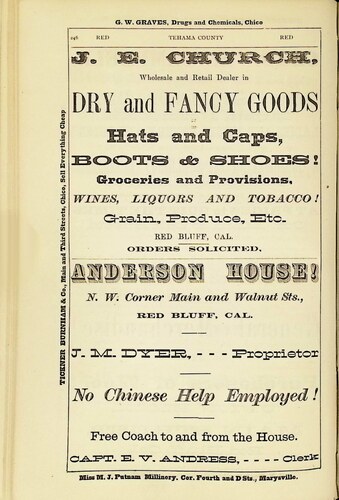 G. W. GRAVES, Drugs and Chemicals, Chico
246 RED TEHAMA COUNTY RED
J. E. CHURCH,
Wholesale and Retail Dealer in
DRY and FANCY GOODS
Hats and Caps,
BOOTS & SHOES!
Groceries and Provisions,
WINES, LIQUORS AND TOBACCO!
Grain, Produce, Etc.
RED BLUFF, CAL.
ORDERS SOLICITED.
ANDERSON HOUSE!
N. W. Corner Main and Walnut Sts.,
RED BLUFF, CAL.
J. M. DYER, - - - Proprietor
No Chinese Help Employed!
Free Coach to and from the House.
CAPT. E. V. ANDRESS, - - - - Clerk
Miss M. J. Putnam Millinery, Cor. Fourth and D Sts., Marysville.
TICKNER BURNHAM & Co., Main and Third Streets, Chico, Sell Everything Cheap